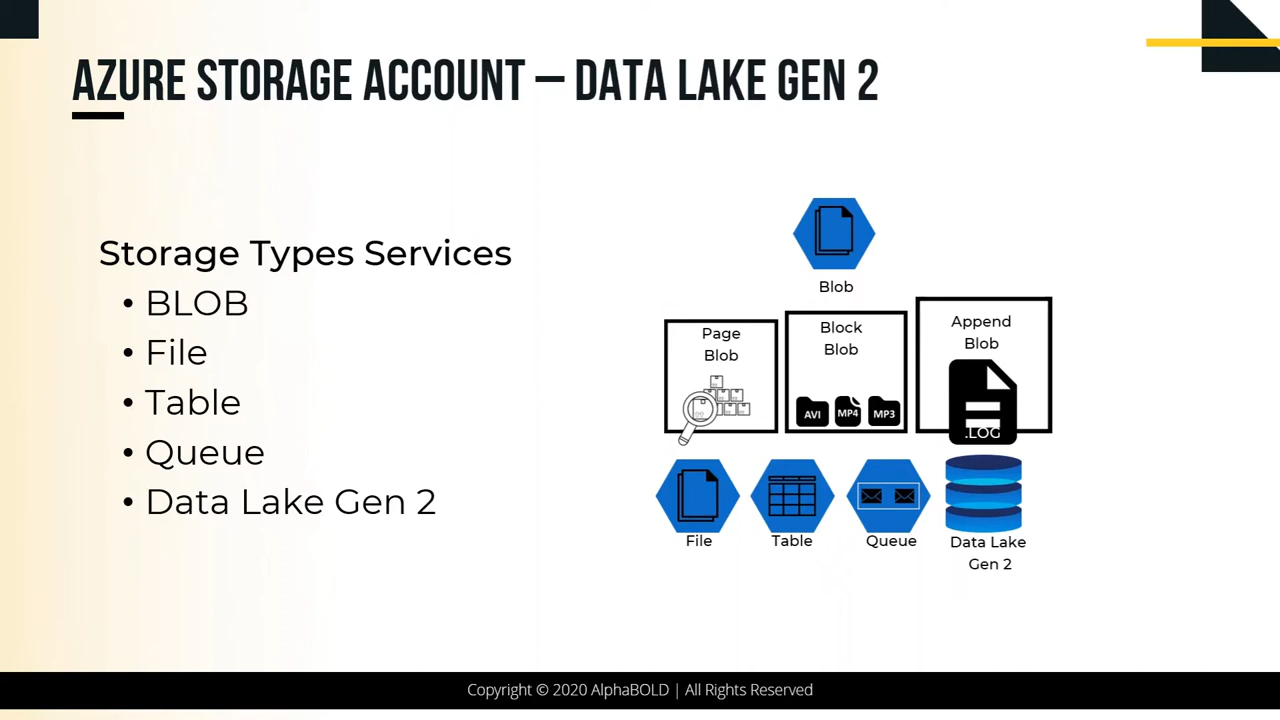 AZURE STORAGE ACCOUNT – DATA LAKE GEN 2
Storage Types Services
• BLOB
• File
• Table
• Queue
• Data Lake Gen 2
Blob
Page
Blob
Block
Blob
AVI
MP4
MP3
Append
Blob
.LOG
File
Table
Queue
Data Lake
Gen 2
Copyright © 2020 AlphaBOLD | All Rights Reserved